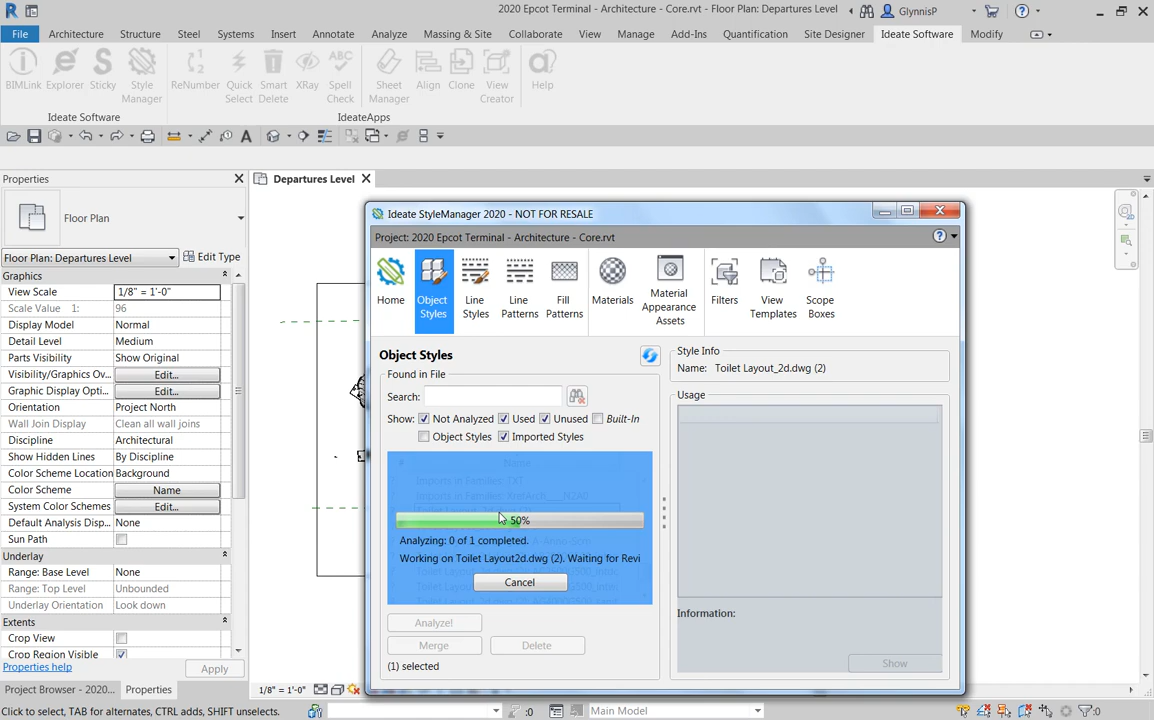 2020 Epcot Terminal - Architecture - Core.rvt - Floor Plan: Departures Level
GlynnisP
File Architecture Structure Steel Systems Insert Annotate Analyze Massing & Site Collaborate View Manage Add-Ins Quantification Site Designer Ideate Software Modify
BIMLink Explorer Sticky Style Manager ReNumber Quick Select Smart Delete XRay Spell Check Sheet Manager Align Clone View Creator Help
Ideate Software IdeateApps
Properties
Departures Level
Floor Plan
Floor Plan: Departures Level Edit Type
Graphics
View Scale 1/8" = 1'-0"
Scale Value 1: 96
Display Model Normal
Detail Level Medium
Parts Visibility Show Original
Visibility/Graphics Ov... Edit...
Graphic Display Opti... Edit...
Orientation Project North
Wall Join Display Clean all wall joins
Discipline Architectural
Show Hidden Lines By Discipline
Color Scheme Location Background
Color Scheme Name
System Color Schemes Edit...
Default Analysis Disp... None
Sun Path
Underlay
Range: Base Level None
Range: Top Level Unbounded
Underlay Orientation Look down
Extents
Crop View
Crop Region Visible
Properties help Apply
Project Browser - 2020... Properties
1/8" = 1'-0"
Click to select, TAB for alternates, CTRL adds, SHIFT unselects.
:0
Main Model
:0
Ideate StyleManager 2020 - NOT FOR RESALE
Project: 2020 Epcot Terminal - Architecture - Core.rvt
Home Object Styles Line Styles Line Patterns Fill Patterns Materials Material Appearance Assets Filters View Templates Scope Boxes
Object Styles
Found in File
Search:
Show: Not Analyzed Used Unused Built-In
Object Styles Imported Styles
Name
Imports in Families: TXT
50%
Analyzing: 0 of 1 completed.
Working on Toilet Layout2d.dwg (2). Waiting for Revi
Cancel
Analyze!
Merge Delete
(1) selected
Style Info
Name: Toilet Layout_2d.dwg (2)
Usage
Information:
Show